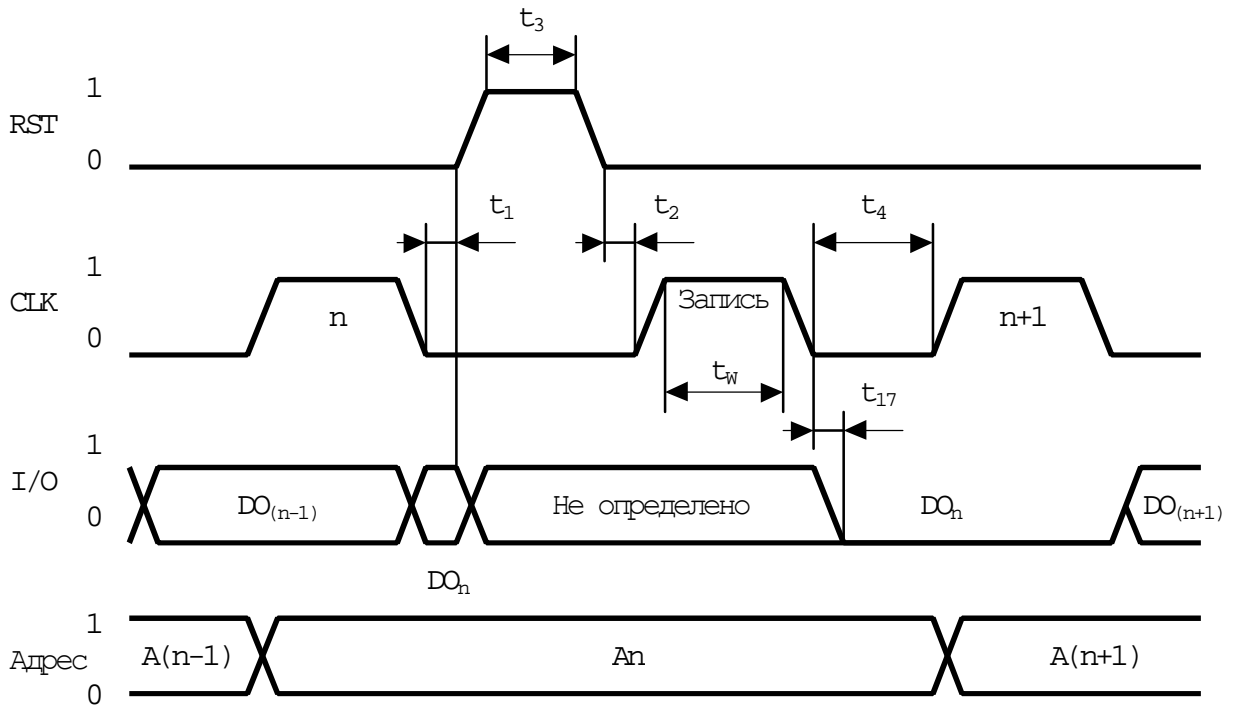 t₃
1
RST
0
t₁ t₂ t₄
1
CLK n Запись n+1
0
t_W
t₁₇
1
I/O
DO₍ₙ₋₁₎ Не определено DOₙ DO₍ₙ₊₁₎
0
DOₙ
1
Адрес A(n-1) An A(n+1)
0